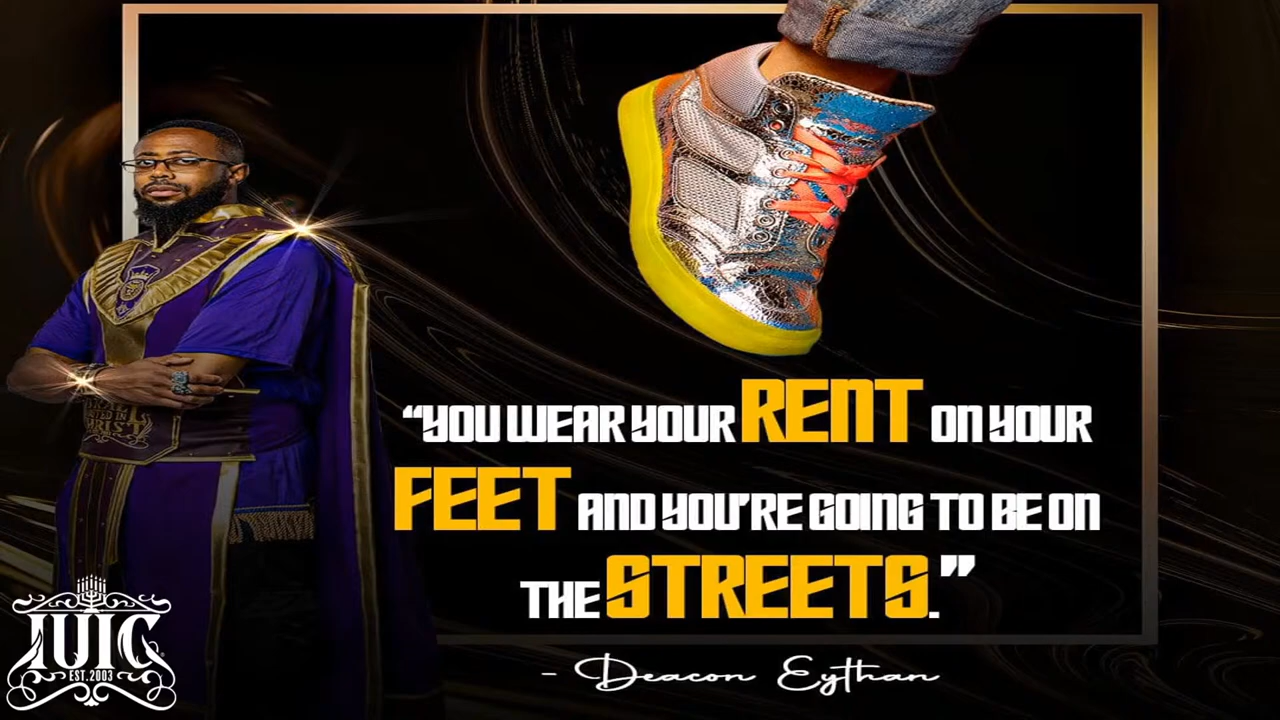 “YOU WEAR YOUR RENT ON YOUR
FEET AND YOU'RE GOING TO BE ON
THE STREETS.”
- Deacon Eythan
IUIC
EST. 2003